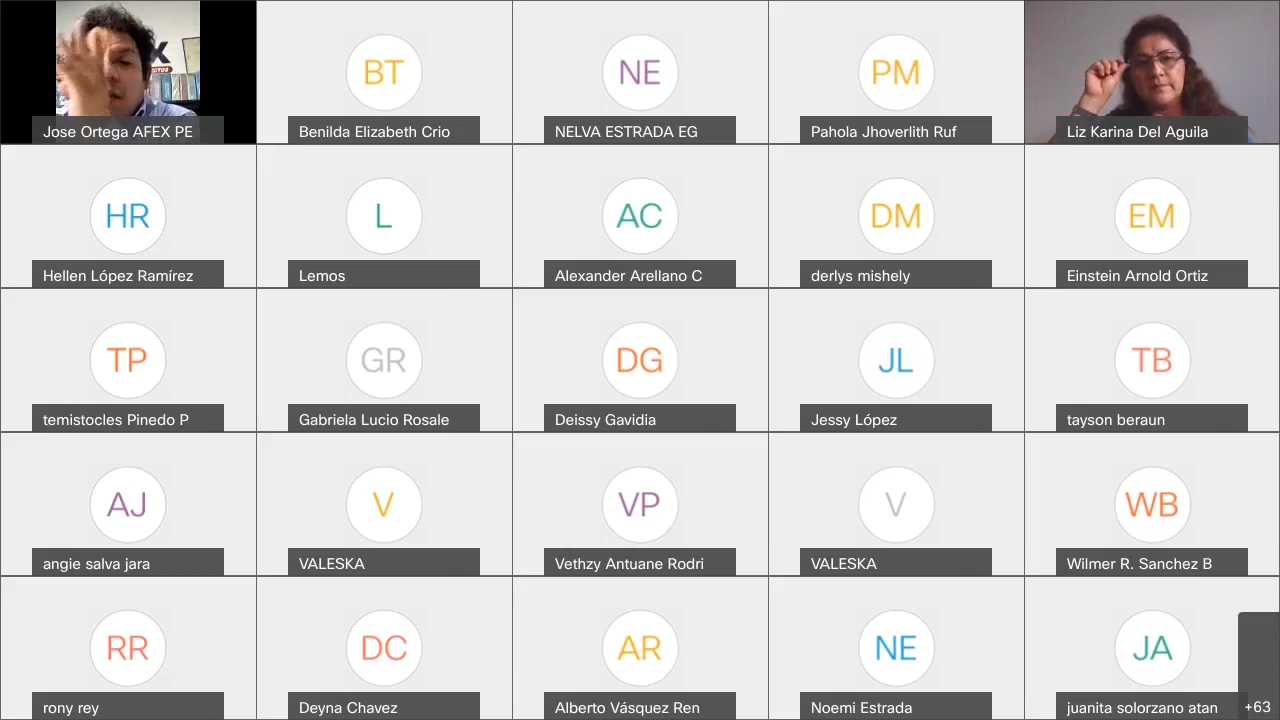 X
Jose Ortega AFEX PE
BT
Benilda Elizabeth Crio
NE
NELVA ESTRADA EG
PM
Pahola Jhoverlith Ruf
Liz Karina Del Aguila
HR
Hellen López Ramírez
L
Lemos
AC
Alexander Arellano C
DM
derlys mishely
EM
Einstein Arnold Ortiz
TP
temistocles Pinedo P
GR
Gabriela Lucio Rosale
DG
Deissy Gavidia
JL
Jessy López
TB
tayson beraun
AJ
angie salva jara
V
VALESKA
VP
Vethzy Antuane Rodri
V
VALESKA
WB
Wilmer R. Sanchez B
RR
rony rey
DC
Deyna Chavez
AR
Alberto Vásquez Ren
NE
Noemi Estrada
JA
juanita solorzano atan
+63